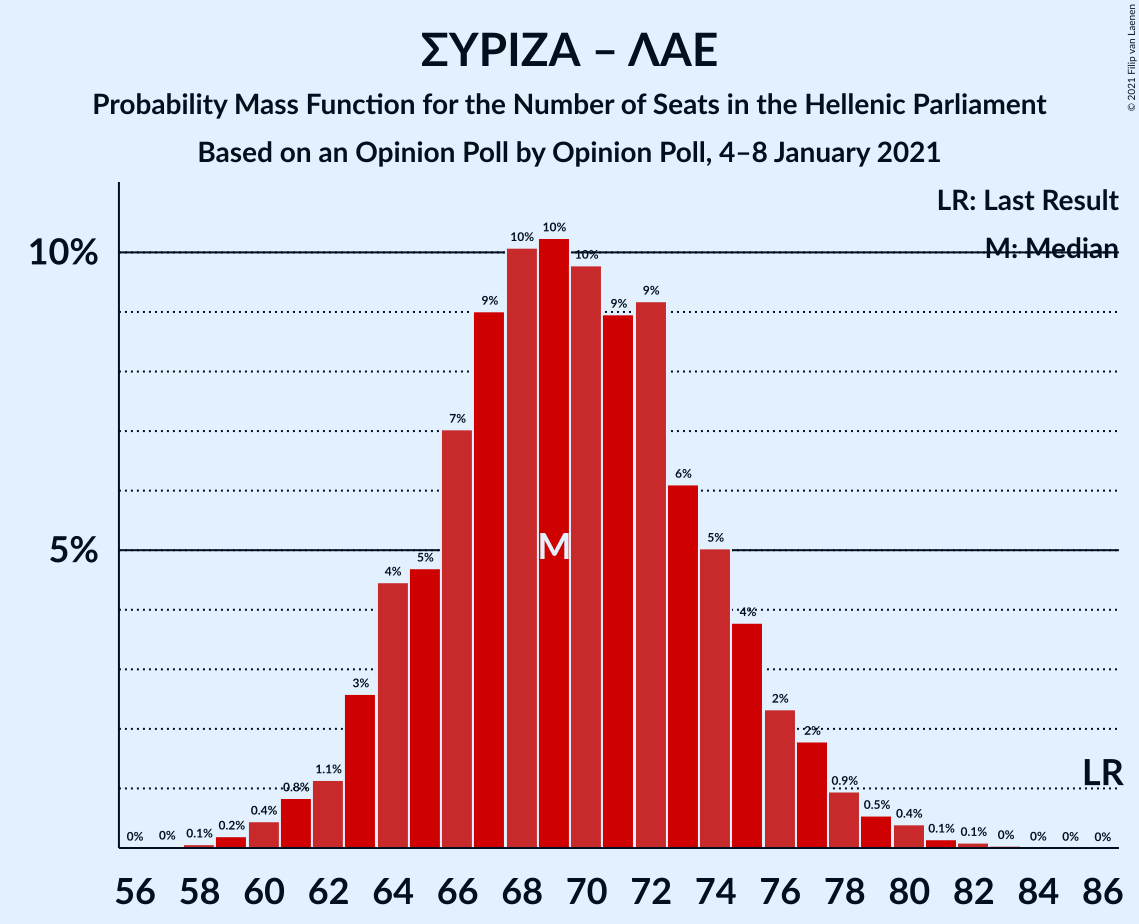 ΣΥΡΙΖΑ – ΛΑΕ
Probability Mass Function for the Number of Seats in the Hellenic Parliament
Based on an Opinion Poll by Opinion Poll, 4–8 January 2021
© 2021 Filip van Laenen
LR: Last Result
M: Median
10%
5%
0% 0% 0.1% 0.2% 0.4% 0.8% 1.1% 3% 4% 5% 7% 9% 10% 10% 10% 9% 9% 6% 5% 4% 2% 2% 0.9% 0.5% 0.4% 0.1% 0.1% 0% 0% 0% 0%
M
LR
56 58 60 62 64 66 68 70 72 74 76 78 80 82 84 86